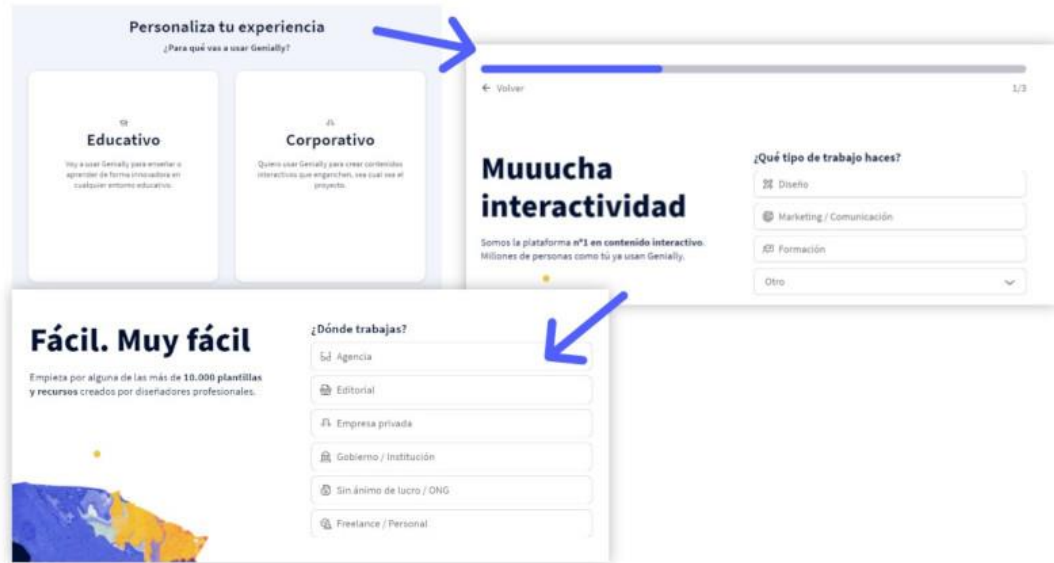 Personaliza tu experiencia
¿Para qué vas a usar Genially?
Educativo
Voy a usar Genially para enseñar o
aprender de forma innovadora en
cualquier entorno educativo.
Corporativo
Quiero usar Genially para crear contenidos
interactivos que enganchen, sea cual sea el
proyecto.
← Volver
1/3
Muuucha
interactividad
Somos la plataforma nº1 en contenido interactivo.
Millones de personas como tú ya usan Genially.
¿Qué tipo de trabajo haces?
Diseño
Marketing / Comunicación
Formación
Otro
Fácil. Muy fácil
Empieza por alguna de las más de 10.000 plantillas
y recursos creados por diseñadores profesionales.
¿Dónde trabajas?
Agencia
Editorial
Empresa privada
Gobierno / Institución
Sin ánimo de lucro / ONG
Freelance / Personal